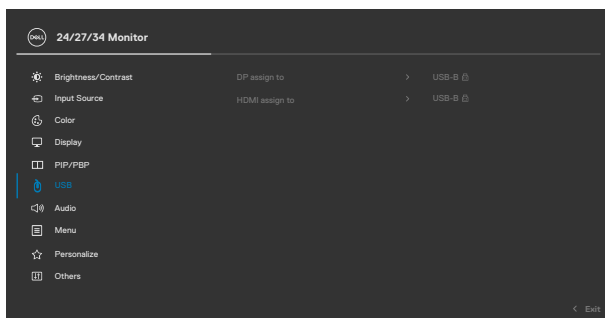 DELL 24/27/34 Monitor
Brightness/Contrast DP assign to > USB-B
Input Source HDMI assign to > USB-B
Color
Display
PIP/PBP
USB
Audio
Menu
Personalize
Others
< Exit